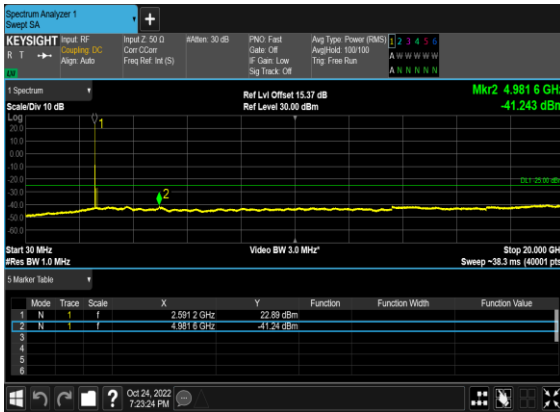 Spectrum Analyzer 1
Swept SA
KEYSIGHT
R T
Input: RF
Coupling: DC
Align: Auto
Input Z: 50 Ω
Corr CCorr
Freq Ref: Int (S)
#Atten: 30 dB
PNO: Fast
Gate: Off
IF Gain: Low
Sig Track: Off
Avg Type: Power (RMS)
Avg|Hold: 100/100
Trig: Free Run
1 2 3 4 5 6
A W W W W W
A N N N N N
1 Spectrum
Scale/Div 10 dB
Ref Lvl Offset 15.37 dB
Ref Level 30.00 dBm
Mkr2 4.981 6 GHz
-41.243 dBm
Log
20.0
10.0
0.00
-10.0
-20.0
-30.0
-40.0
-50.0
-60.0
1
2
DL1 -25.00 dBm
Start 30 MHz
#Res BW 1.0 MHz
Video BW 3.0 MHz*
Stop 20.000 GHz
Sweep ~38.3 ms (40001 pts)
5 Marker Table
Mode Trace Scale X Y Function Function Width Function Value
1 N 1 f 2.591 2 GHz 22.89 dBm
2 N 1 f 4.981 6 GHz -41.24 dBm
3
4
5
6
?
Oct 24, 2022
7:23:24 PM